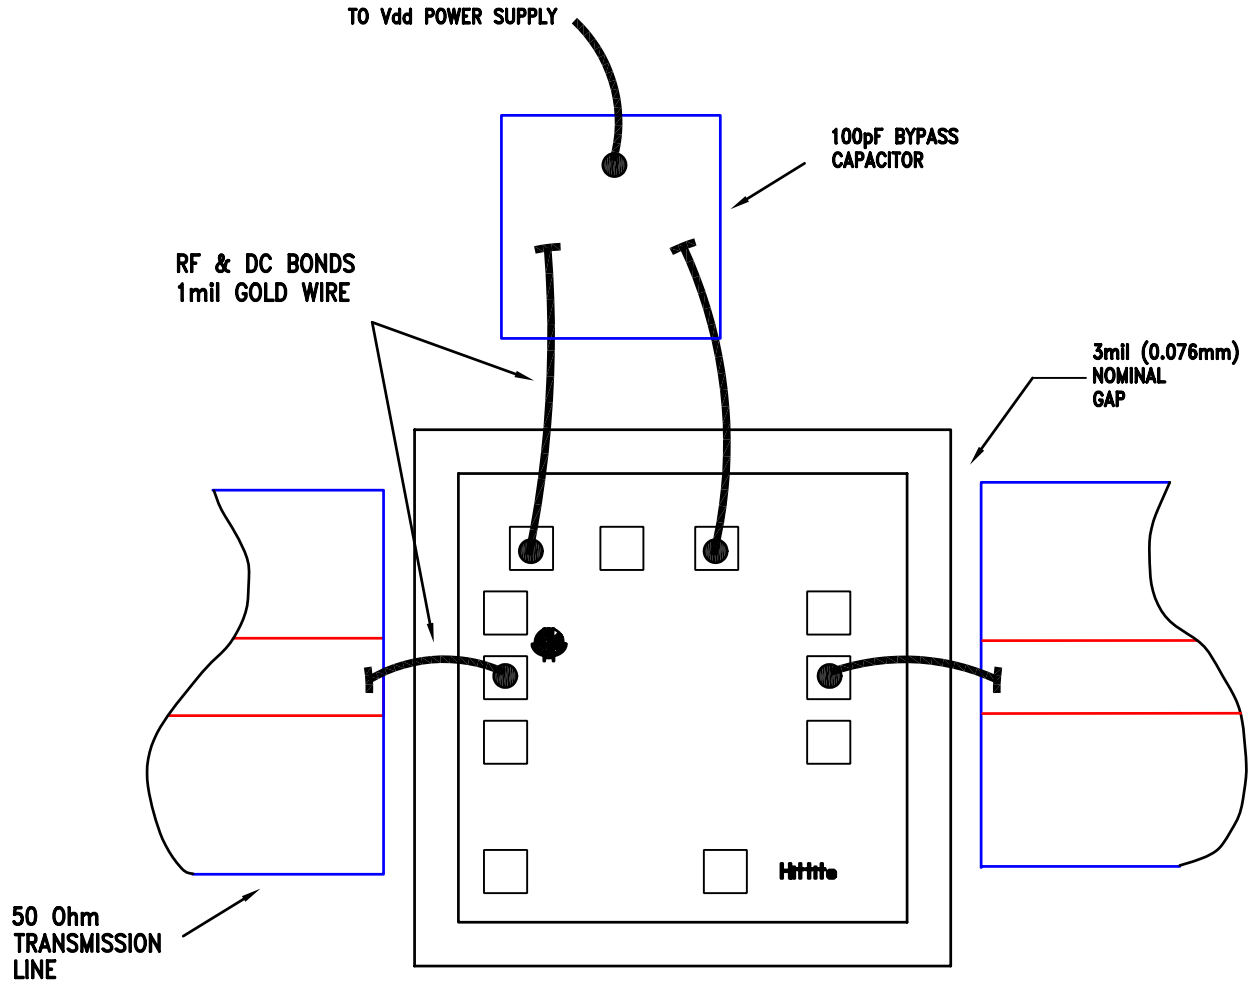 TO Vdd POWER SUPPLY
100pF BYPASS
CAPACITOR
RF & DC BONDS
1mil GOLD WIRE
3mil (0.076mm)
NOMINAL
GAP
Hittite
50 Ohm
TRANSMISSION
LINE